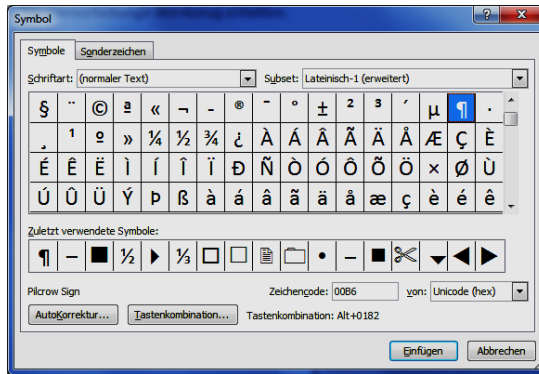 Symbol
Symbole Sonderzeichen
Schriftart: (normaler Text) Subset: Lateinisch-1 (erweitert)
§ ¨ © ª « ¬ - ® ¯ ° ± ² ³ ´ µ ¶ ·
¸ ¹ º » ¼ ½ ¾ ¿ À Á Â Ã Ä Å Æ Ç È
É Ê Ë Ì Í Î Ï Ð Ñ Ò Ó Ô Õ Ö × Ø Ù
Ú Û Ü Ý Þ ß à á â ã ä å æ ç è é ê
Zuletzt verwendete Symbole:
¶ – ■ ½ ▶ ⅓ □ □ • – ■ ✂ ◀ ▶
Pilcrow Sign Zeichencode: 00B6 von: Unicode (hex)
AutoKorrektur... Tastenkombination... Tastenkombination: Alt+0182
Einfügen Abbrechen